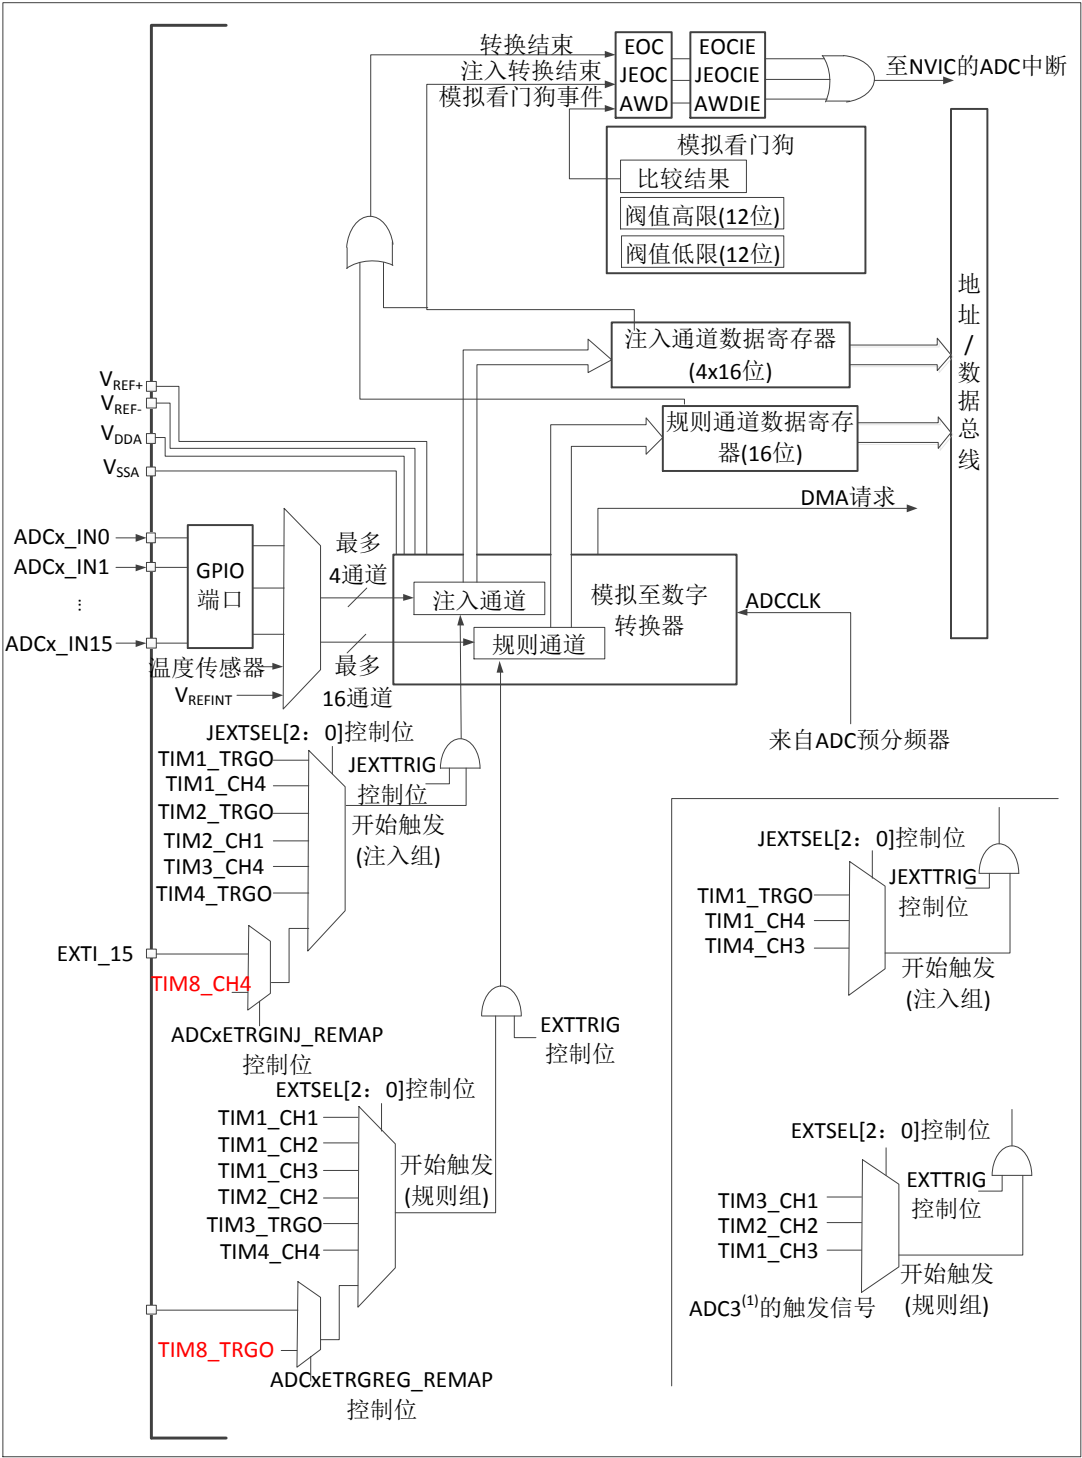 转换结束
注入转换结束
模拟看门狗事件
EOC
JEOC
AWD
EOCIE
JEOCIE
AWDIE
至NVIC的ADC中断
模拟看门狗
比较结果
阀值高限(12位)
阀值低限(12位)
地址/数据总线
注入通道数据寄存器
(4x16位)
规则通道数据寄存
器(16位)
VREF+
VREF-
VDDA
VSSA
DMA请求
ADCx_IN0
ADCx_IN1
...
ADCx_IN15
GPIO
端口
温度传感器
VREFINT
最多
4通道
最多
16通道
注入通道
规则通道
模拟至数字
转换器
ADCCLK
来自ADC预分频器
JEXTSEL[2：0]控制位
TIM1_TRGO
TIM1_CH4
TIM2_TRGO
TIM2_CH1
TIM3_CH4
TIM4_TRGO
JEXTTRIG
控制位
开始触发
(注入组)
EXTI_15
TIM8_CH4
ADCxETRGINJ_REMAP
控制位
EXTTRIG
控制位
EXTSEL[2：0]控制位
TIM1_CH1
TIM1_CH2
TIM1_CH3
TIM2_CH2
TIM3_TRGO
TIM4_CH4
开始触发
(规则组)
TIM8_TRGO
ADCxETRGREG_REMAP
控制位
JEXTSEL[2：0]控制位
JEXTTRIG
控制位
TIM1_TRGO
TIM1_CH4
TIM4_CH3
开始触发
(注入组)
EXTSEL[2：0]控制位
EXTTRIG
控制位
TIM3_CH1
TIM2_CH2
TIM1_CH3
开始触发
(规则组)
ADC3(1)的触发信号